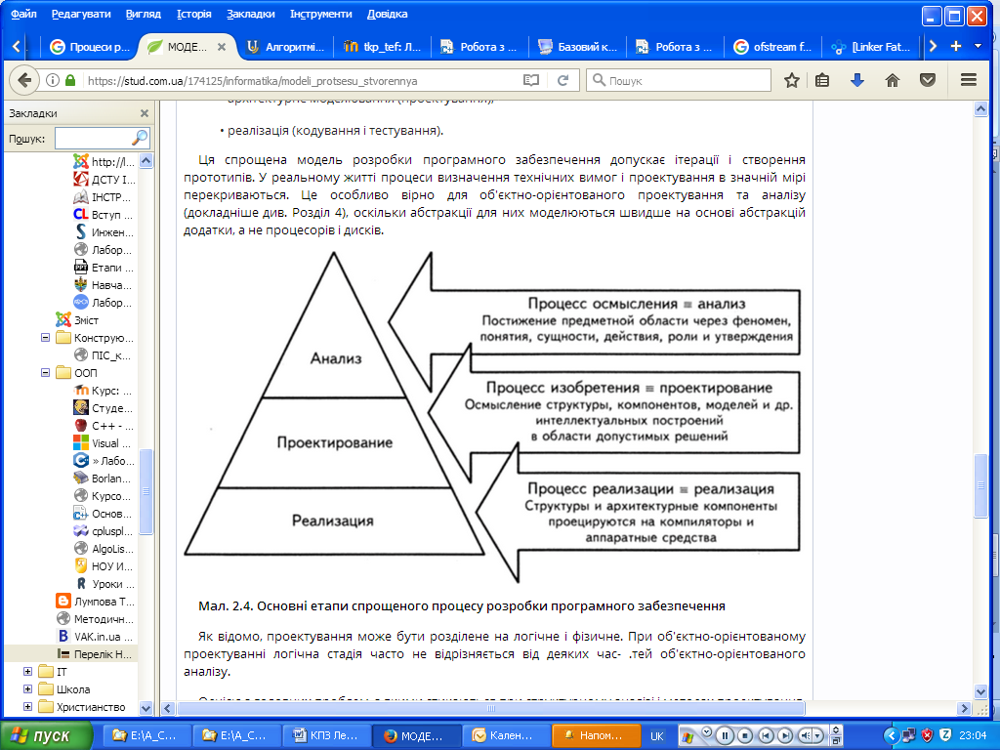 Файл Редагувати Вигляд Історія Закладки Інструменти Довідка
Процеси р... МОДЕ... Алгоритмі... tkp_tef: Л... Робота з ... Базовий к... Робота з ... ofstream f... [Linker Fat...
https://stud.com.ua/174125/informatika/modeli_protsesu_stvorennya
Пошук
Закладки
Пошук:
http://l...
ДСТУ І...
ІНСТР...
Вступ ...
Инжен...
Лабор...
Етапи ...
Навча...
Лабор...
Зміст
Конструю...
ПІС_к...
ООП
Курс: ...
Студе...
C++ - ...
Visual ...
» Лабо...
Borlan...
Курсо...
Основ...
cpluspl...
AlgoLis...
НОУ И...
Уроки ...
Лумпова Т...
Методичн...
VAK.in.ua ...
Перелік Н...
ІТ
Школа
Христианство
• архітектурне моделювання (проектування);
• реалізація (кодування і тестування).
Ця спрощена модель розробки програмного забезпечення допускає ітерації і створення
прототипів. У реальному житті процеси визначення технічних вимог і проектування в значній мірі
перекриваються. Це особливо вірно для об'єктно-орієнтованого проектування та аналізу
(докладніше див. Розділ 4), оскільки абстракції для них моделюються швидше на основі абстракцій
додатки, а не процесорів і дисків.
Анализ
Проектирование
Реализация
Процесс осмысления ≡ анализ
Постижение предметной области через феномен,
понятия, сущности, действия, роли и утверждения
Процесс изобретения ≡ проектирование
Осмысление структуры, компонентов, моделей и др.
интеллектуальных построений
в области допустимых решений
Процесс реализации ≡ реализация
Структуры и архитектурные компоненты
проецируются на компиляторы и
аппаратные средства
Мал. 2.4. Основні етапи спрощеного процесу розробки програмного забезпечення
Як відомо, проектування може бути розділене на логічне і фізичне. При об'єктно-орієнтованому
проектуванні логічна стадія часто не відрізняється від деяких час- .тей об'єктно-орієнтованого
аналізу.
пуск E:\A_C... E:\A_C... КПЗ Ле... МОДЕ... Кален... Напом... UK 23:04